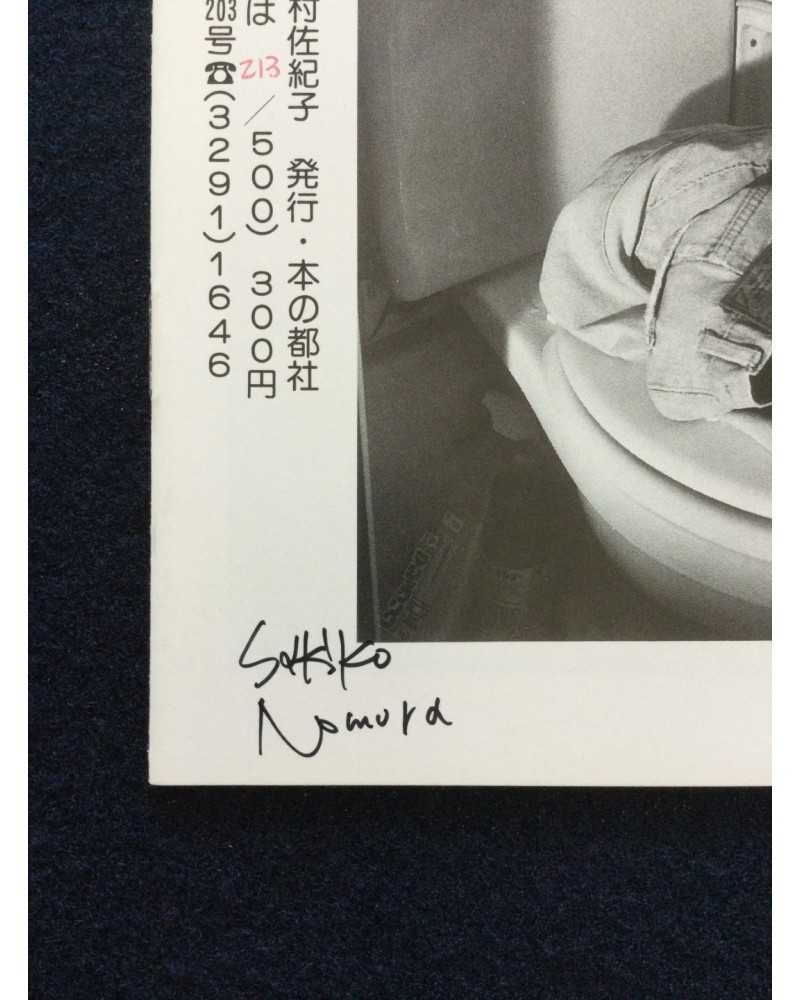 村佐紀子　発行・本の都社
は 213／５００）　３００円
203号☎（３２９１）１６４６
Sakiko
Nomura